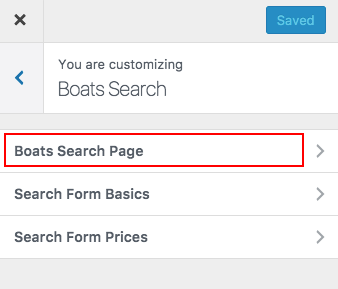 Saved
You are customizing
Boats Search
Boats Search Page
Search Form Basics
Search Form Prices